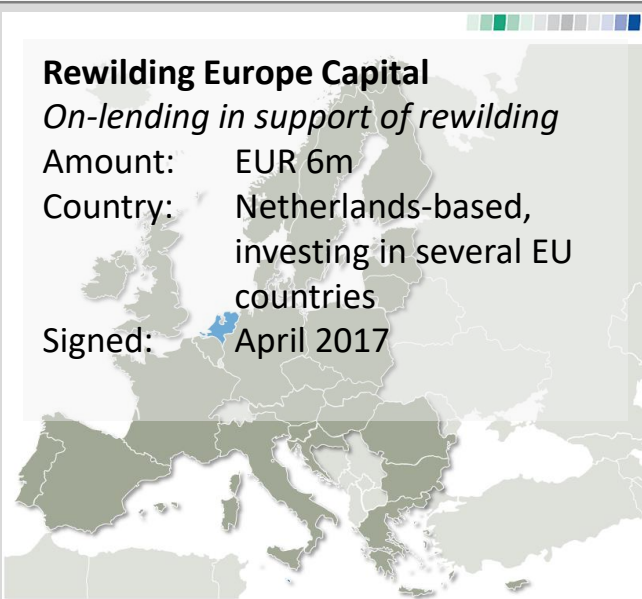 Rewilding Europe Capital
On-lending in support of rewilding
Amount: EUR 6m
Country: Netherlands-based,
investing in several EU
countries
Signed: April 2017